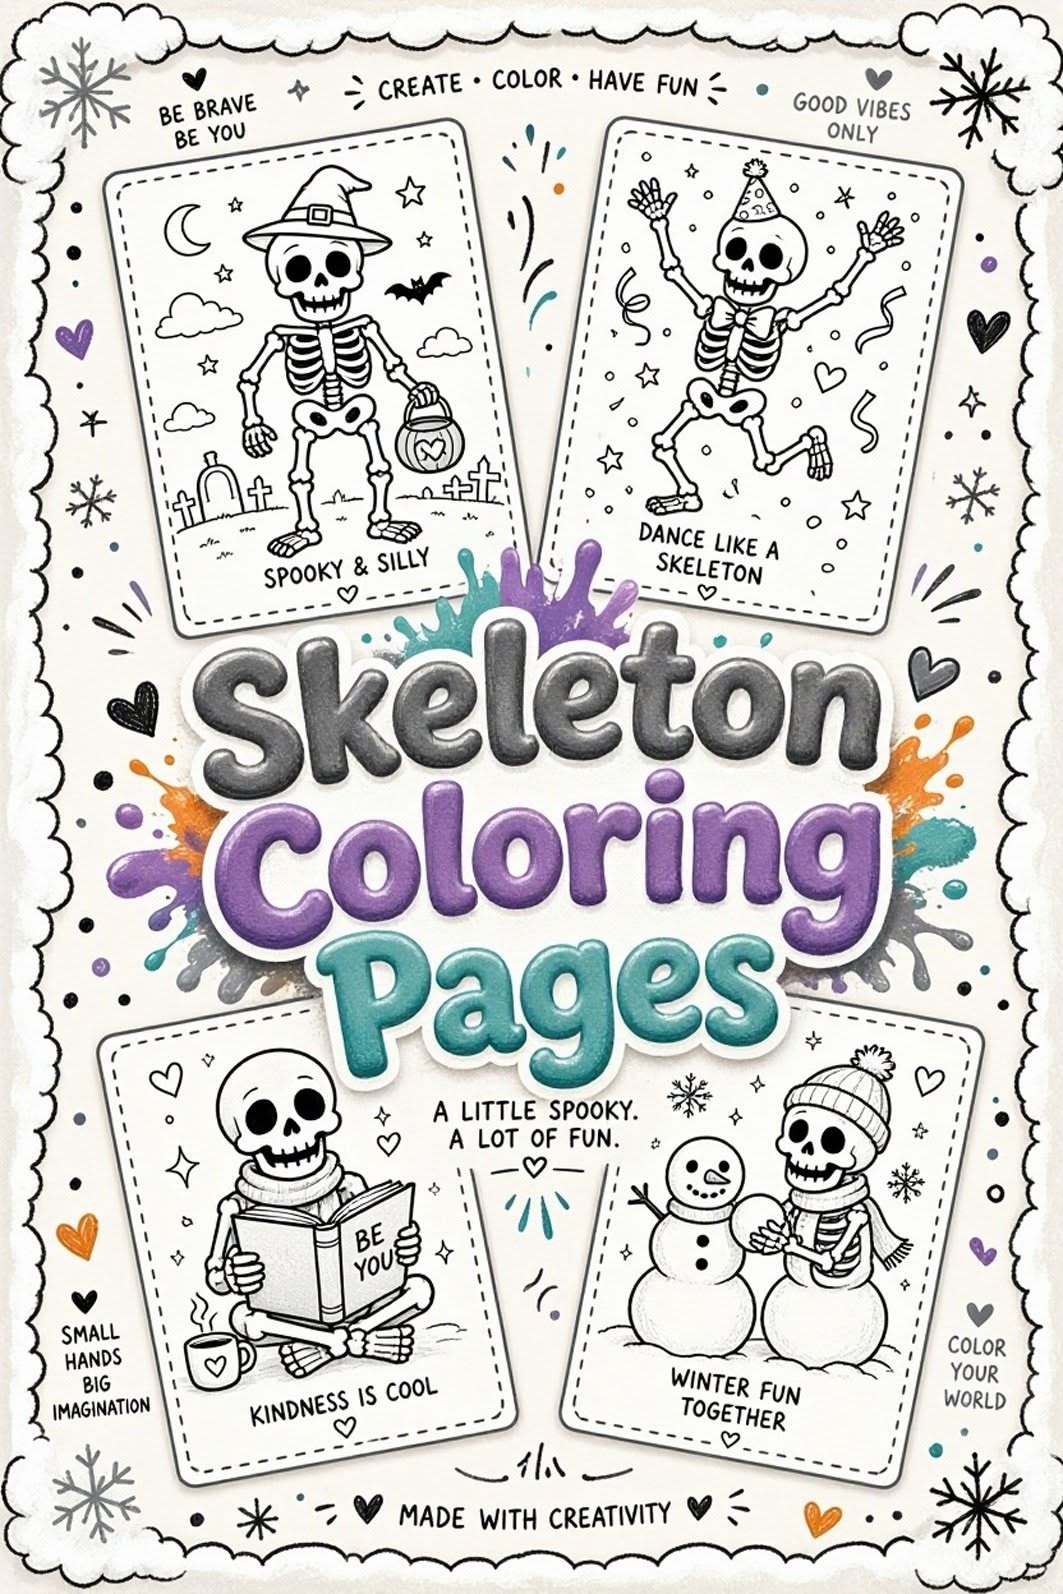 CREATE • COLOR • HAVE FUN
BE BRAVE
BE YOU
GOOD VIBES
ONLY
SPOOKY & SILLY
DANCE LIKE A
SKELETON
Skeleton
Coloring
Pages
A LITTLE SPOOKY.
A LOT OF FUN.
BE
YOU
KINDNESS IS COOL
WINTER FUN
TOGETHER
SMALL
HANDS
BIG
IMAGINATION
COLOR
YOUR
WORLD
MADE WITH CREATIVITY